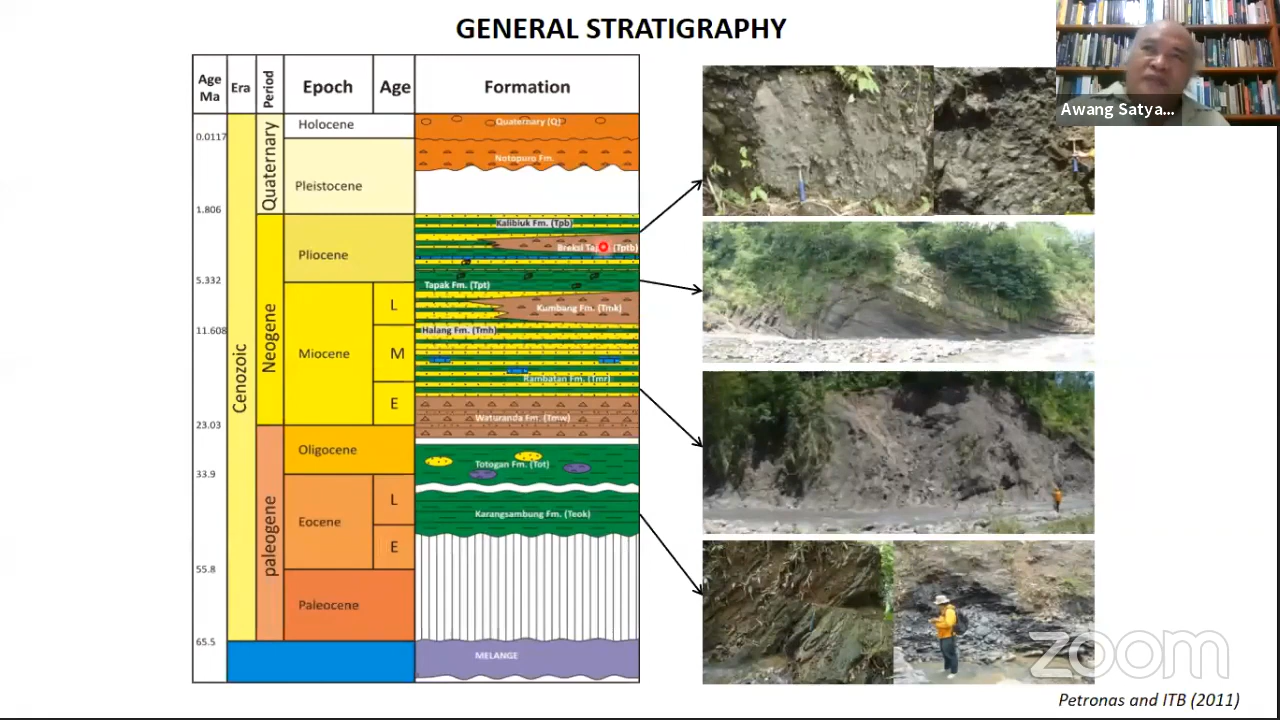 GENERAL STRATIGRAPHY
Awang Satya...
Age
Ma
Era
Period
Epoch
Age
Formation
0.0117
1.806
5.332
11.608
23.03
33.9
55.8
65.5
Cenozoic
Quaternary
Neogene
paleogene
Holocene
Pleistocene
Pliocene
Miocene
Oligocene
Eocene
Paleocene
L
M
E
L
E
Quaternary (Q)
Notopuro Fm.
Kalibiuk Fm. (Tpb)
Breksi (Tptb)
Tapak Fm. (Tpt)
Kumbang Fm. (Tmk)
Halang Fm. (Tmh)
Rambatan Fm. (Tmr)
Waturanda Fm. (Tmw)
Totogan Fm. (Tot)
Karangsambung Fm. (Teok)
MELANGE
zoom
Petronas and ITB (2011)